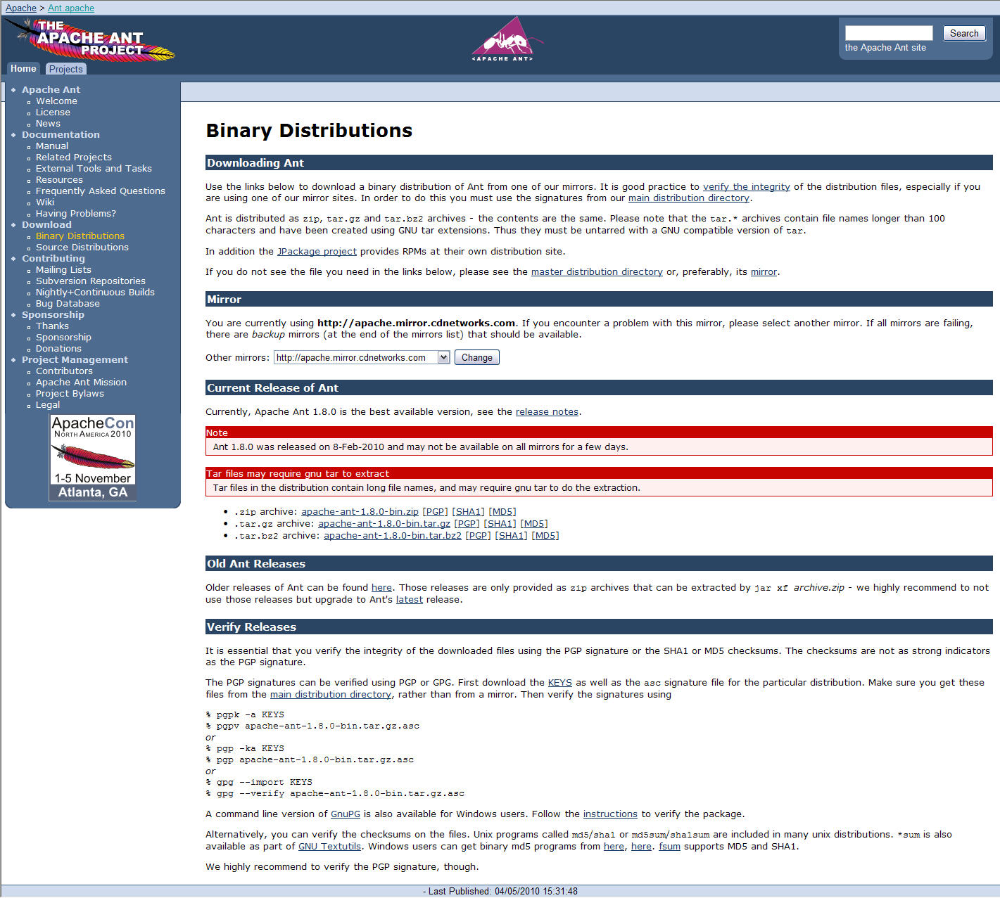 Apache > Ant.apache
THE
APACHE ANT
PROJECT
<APACHE ANT>
Search
the Apache Ant site
Home
Projects
Apache Ant
Welcome
License
News
Documentation
Manual
Related Projects
External Tools and Tasks
Resources
Frequently Asked Questions
Wiki
Having Problems?
Download
Binary Distributions
Source Distributions
Contributing
Mailing Lists
Subversion Repositories
Nightly+Continuous Builds
Bug Database
Sponsorship
Thanks
Sponsorship
Donations
Project Management
Contributors
Apache Ant Mission
Project Bylaws
Legal
ApacheCon
NORTH AMERICA 2010
1-5 November
Atlanta, GA
Binary Distributions
Downloading Ant
Use the links below to download a binary distribution of Ant from one of our mirrors. It is good practice to verify the integrity of the distribution files, especially if you
are using one of our mirror sites. In order to do this you must use the signatures from our main distribution directory.
Ant is distributed as zip, tar.gz and tar.bz2 archives - the contents are the same. Please note that the tar.* archives contain file names longer than 100
characters and have been created using GNU tar extensions. Thus they must be untarred with a GNU compatible version of tar.
In addition the JPackage project provides RPMs at their own distribution site.
If you do not see the file you need in the links below, please see the master distribution directory or, preferably, its mirror.
Mirror
You are currently using http://apache.mirror.cdnetworks.com. If you encounter a problem with this mirror, please select another mirror. If all mirrors are failing,
there are backup mirrors (at the end of the mirrors list) that should be available.
Other mirrors: http://apache.mirror.cdnetworks.com Change
Current Release of Ant
Currently, Apache Ant 1.8.0 is the best available version, see the release notes.
Note
Ant 1.8.0 was released on 8-Feb-2010 and may not be available on all mirrors for a few days.
Tar files may require gnu tar to extract
Tar files in the distribution contain long file names, and may require gnu tar to do the extraction.
• .zip archive: apache-ant-1.8.0-bin.zip [PGP] [SHA1] [MD5]
• .tar.gz archive: apache-ant-1.8.0-bin.tar.gz [PGP] [SHA1] [MD5]
• .tar.bz2 archive: apache-ant-1.8.0-bin.tar.bz2 [PGP] [SHA1] [MD5]
Old Ant Releases
Older releases of Ant can be found here. Those releases are only provided as zip archives that can be extracted by jar xf archive.zip - we highly recommend to not
use those releases but upgrade to Ant's latest release.
Verify Releases
It is essential that you verify the integrity of the downloaded files using the PGP signature or the SHA1 or MD5 checksums. The checksums are not as strong indicators
as the PGP signature.
The PGP signatures can be verified using PGP or GPG. First download the KEYS as well as the asc signature file for the particular distribution. Make sure you get these
files from the main distribution directory, rather than from a mirror. Then verify the signatures using
% pgpk -a KEYS
% pgpv apache-ant-1.8.0-bin.tar.gz.asc
or
% pgp -ka KEYS
% pgp apache-ant-1.8.0-bin.tar.gz.asc
or
% gpg --import KEYS
% gpg --verify apache-ant-1.8.0-bin.tar.gz.asc
A command line version of GnuPG is also available for Windows users. Follow the instructions to verify the package.
Alternatively, you can verify the checksums on the files. Unix programs called md5/sha1 or md5sum/sha1sum are included in many unix distributions. *sum is also
available as part of GNU Textutils. Windows users can get binary md5 programs from here, here. fsum supports MD5 and SHA1.
We highly recommend to verify the PGP signature, though.
- Last Published: 04/05/2010 15:31:48